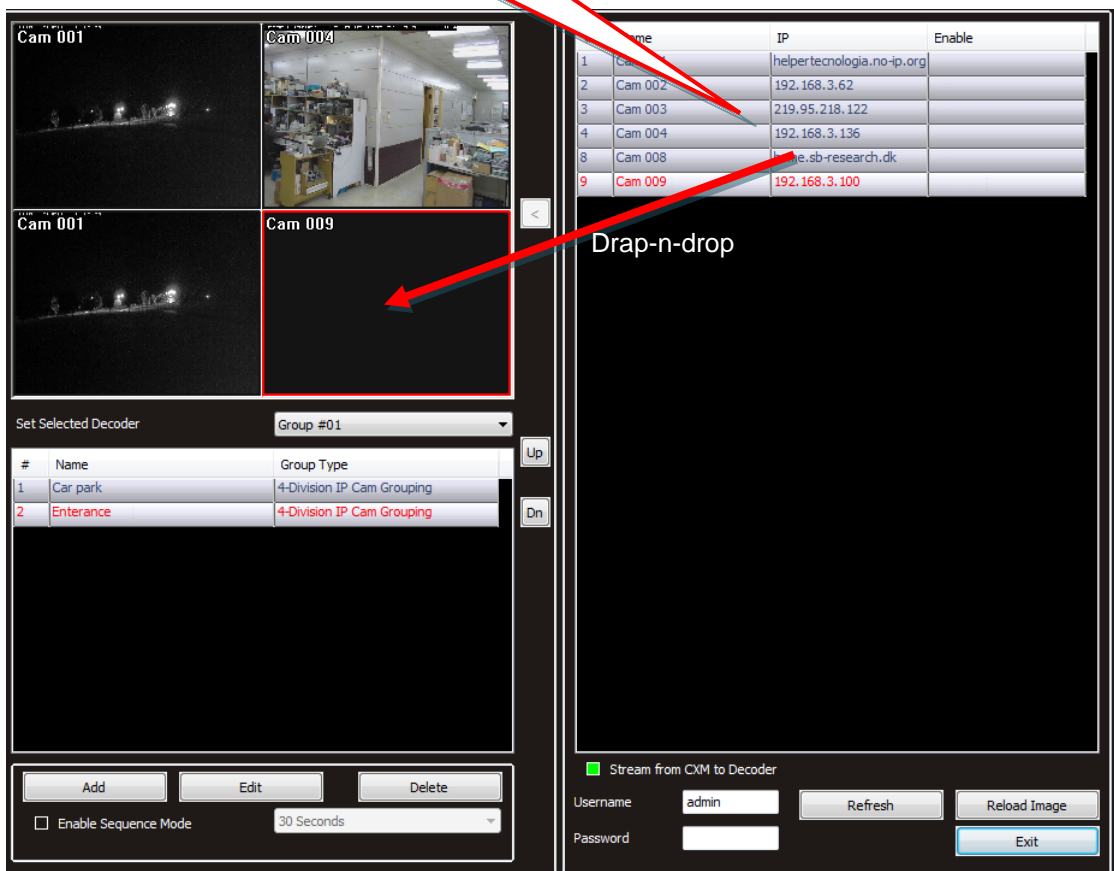 Cam 001
Cam 004
Cam 001
Cam 009
<
Set Selected Decoder Group #01
# Name Group Type
1 Car park 4-Division IP Cam Grouping
2 Enterance 4-Division IP Cam Grouping
Up
Dn
Add Edit Delete
Enable Sequence Mode 30 Seconds
IP Enable
1 helpertecnologia.no-ip.org
2 Cam 002 192.168.3.62
3 Cam 003 219.95.218.122
4 Cam 004 192.168.3.136
8 Cam 008 .sb-research.dk
9 Cam 009 192.168.3.100
Drap-n-drop
Stream from CXM to Decoder
Username admin Refresh Reload Image
Password Exit